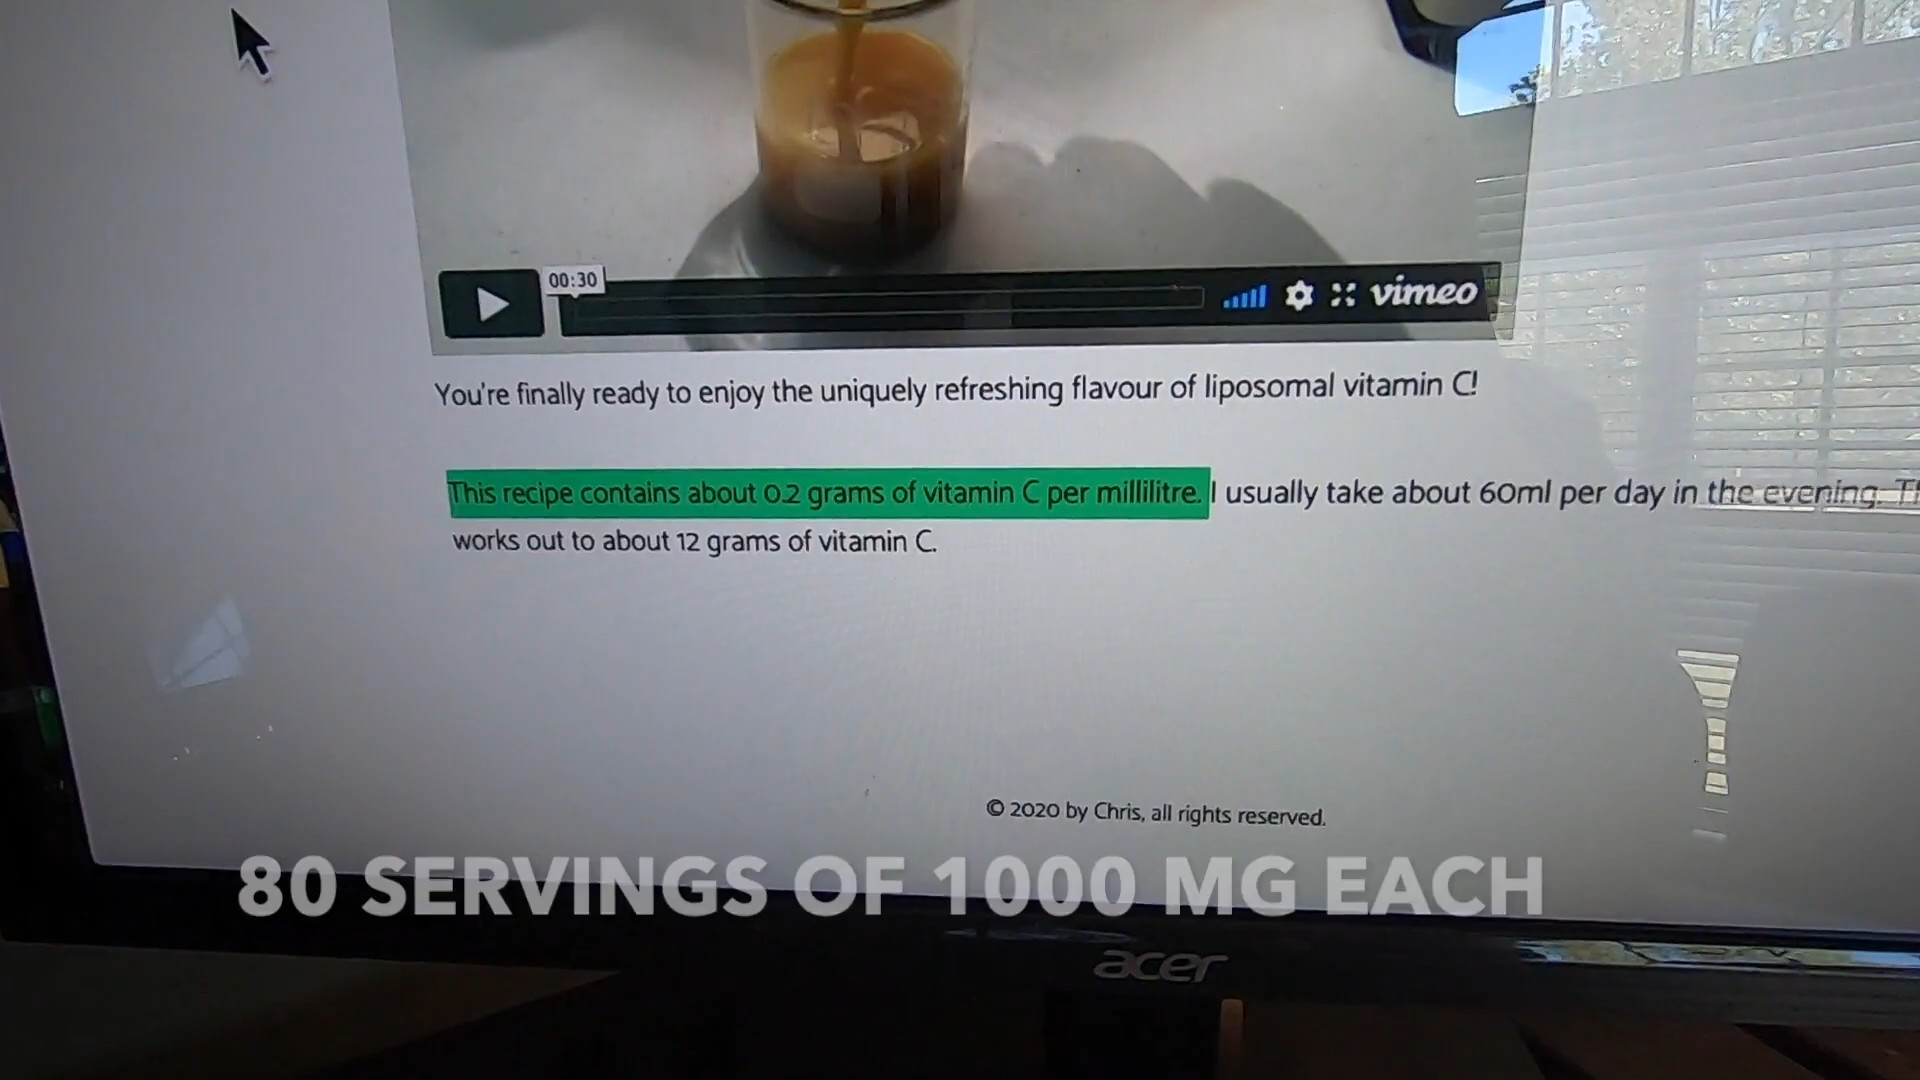 00:30
vimeo
You're finally ready to enjoy the uniquely refreshing flavour of liposomal vitamin C!
This recipe contains about 0.2 grams of vitamin C per millilitre. I usually take about 60ml per day in the evening.
works out to about 12 grams of vitamin C.
© 2020 by Chris, all rights reserved.
80 SERVINGS OF 1000 MG EACH
acer